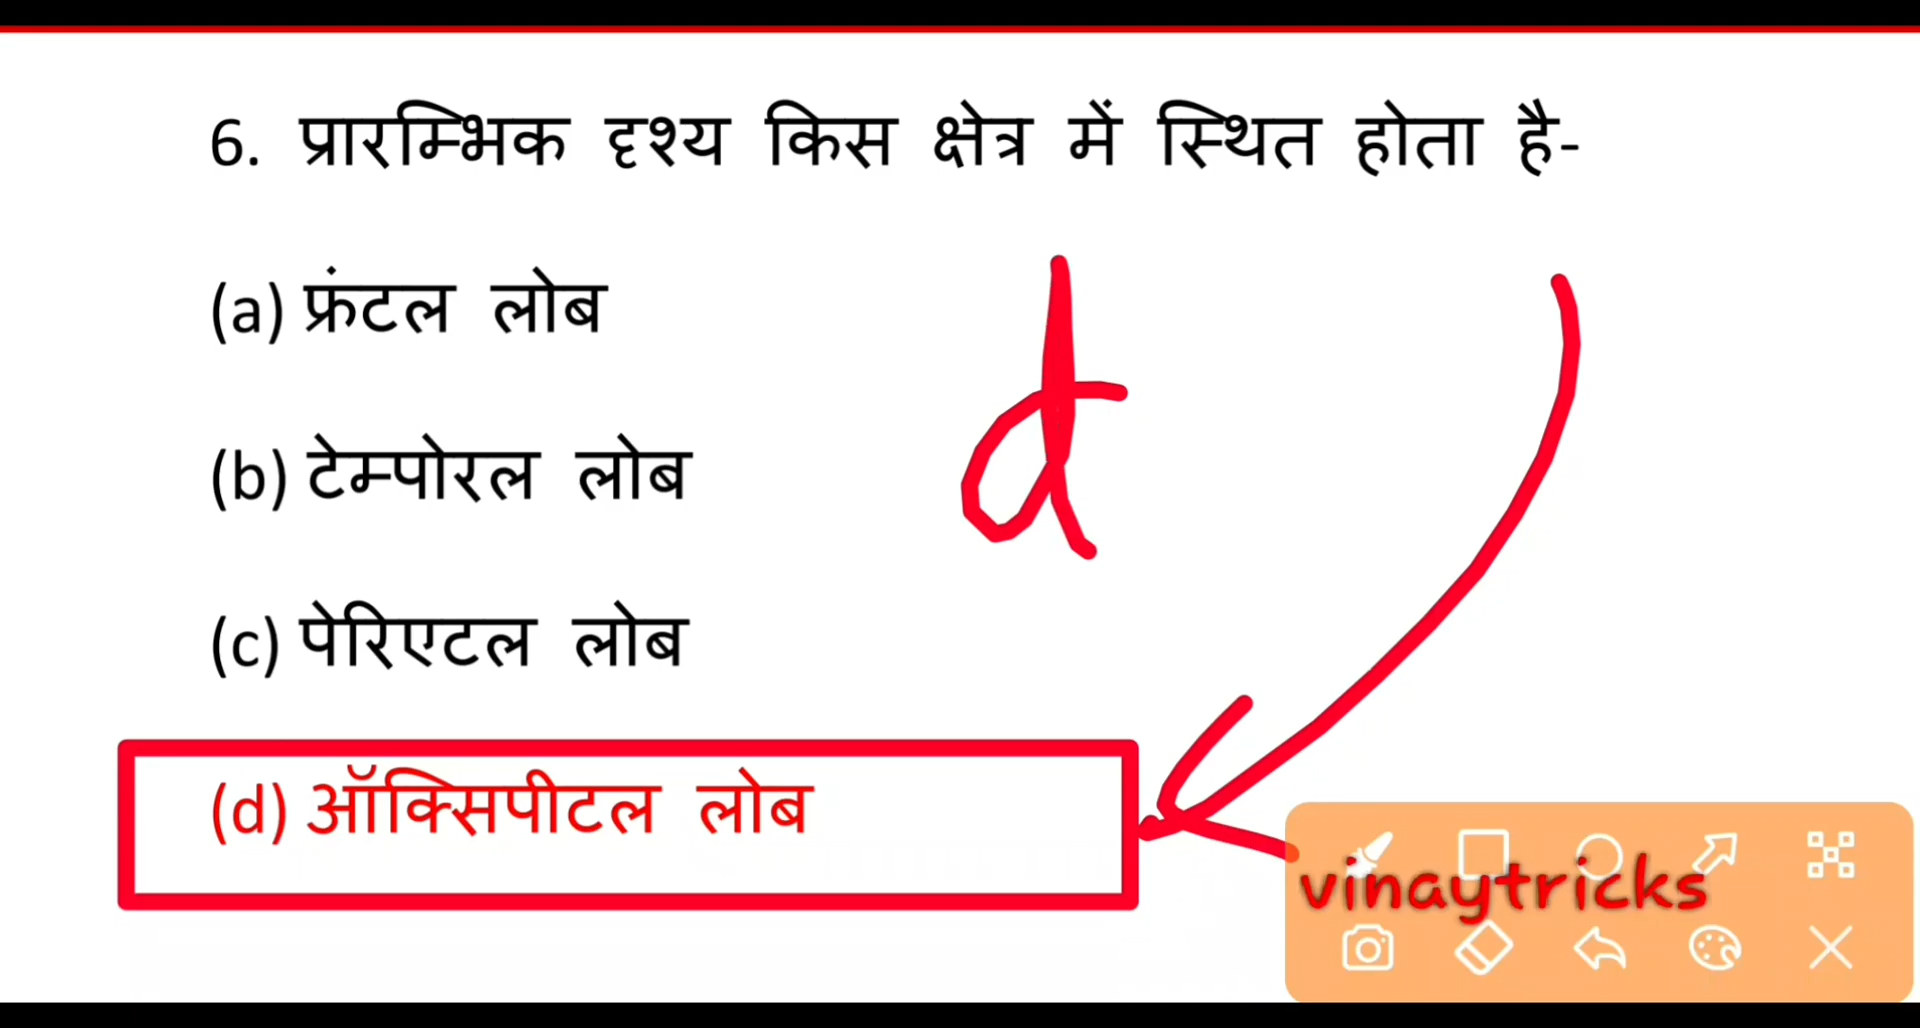 6. प्रारम्भिक दृश्य किस क्षेत्र में स्थित होता है-
(a) फ्रंटल लोब
d
(b) टेम्पोरल लोब
(c) पेरिएटल लोब
(d) ऑक्सिपीटल लोब
vinaytricks